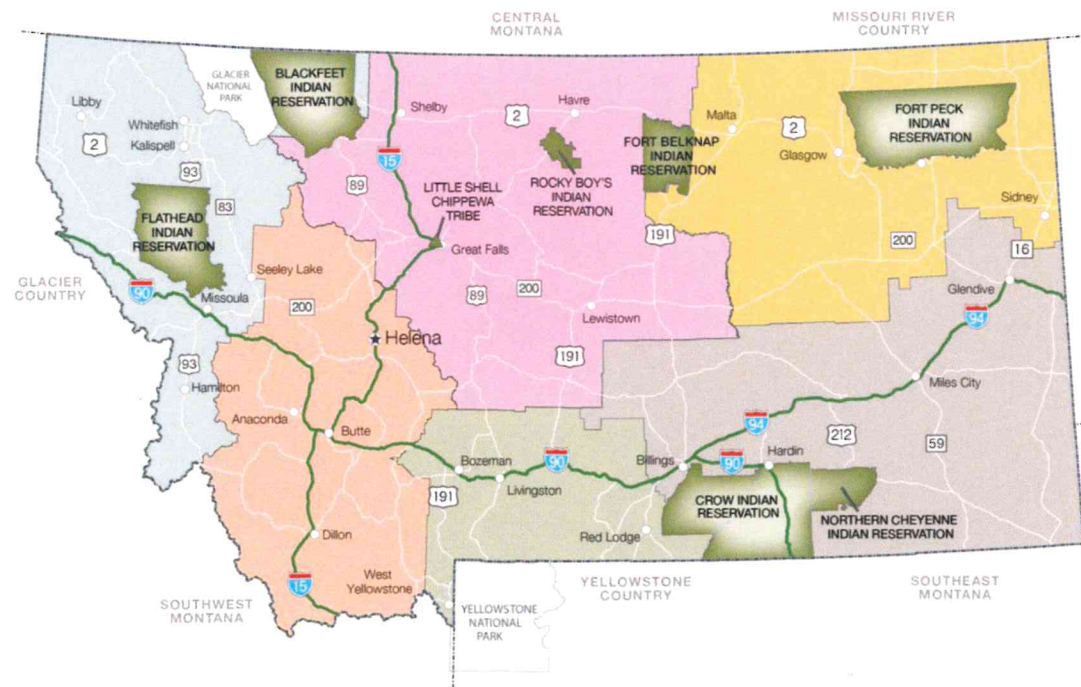 CENTRAL
MONTANA
MISSOURI RIVER
COUNTRY
GLACIER
NATIONAL
PARK
BLACKFEET
INDIAN
RESERVATION
Libby
Whitefish
Kalispell
2
93
83
Shelby
2
Havre
15
89
LITTLE SHELL
CHIPPEWA
TRIBE
ROCKY BOY'S
INDIAN
RESERVATION
FORT BELKNAP
INDIAN
RESERVATION
Malta
2
Glasgow
FORT PECK
INDIAN
RESERVATION
Sidney
FLATHEAD
INDIAN
RESERVATION
Great Falls
191
200
16
GLACIER
COUNTRY
90
Seeley Lake
Missoula
200
89
200
Lewistown
Glendive
94
Helena
191
93
Hamilton
Miles City
Anaconda
Butte
94
212
59
Bozeman
90
Billings
90
Hardin
191
Livingston
CROW INDIAN
RESERVATION
NORTHERN CHEYENNE
INDIAN RESERVATION
Dillon
Red Lodge
15
West
Yellowstone
SOUTHWEST
MONTANA
YELLOWSTONE
NATIONAL
PARK
YELLOWSTONE
COUNTRY
SOUTHEAST
MONTANA